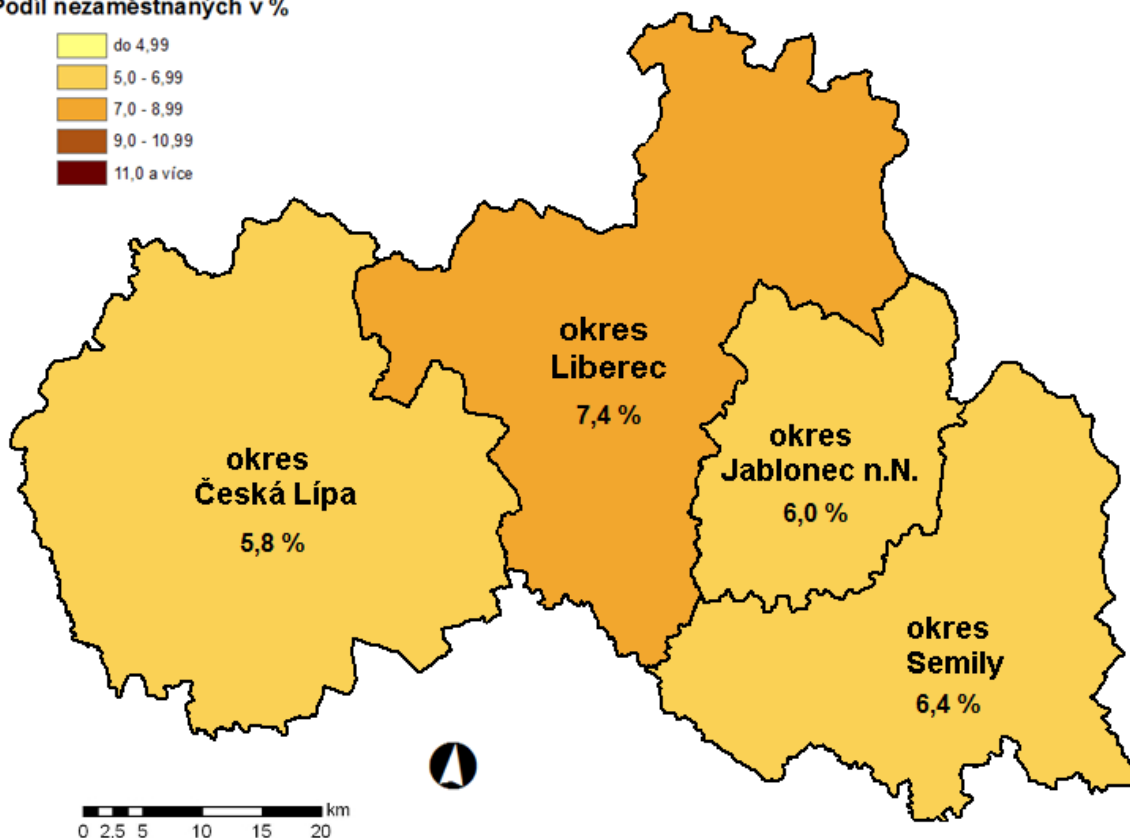 Podíl nezaměstnaných v %
do 4,99
5,0 - 6,99
7,0 - 8,99
9,0 - 10,99
11,0 a více
okres
Liberec
7,4 %
okres
Jablonec n.N.
6,0 %
okres
Česká Lípa
5,8 %
okres
Semily
6,4 %
km
0 2,5 5 10 15 20